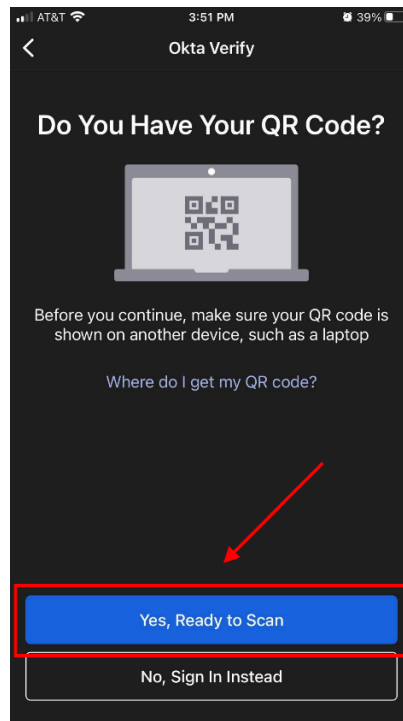 AT&T 3:51 PM 39%
Okta Verify
Do You Have Your QR Code?
Before you continue, make sure your QR code is
shown on another device, such as a laptop
Where do I get my QR code?
Yes, Ready to Scan
No, Sign In Instead